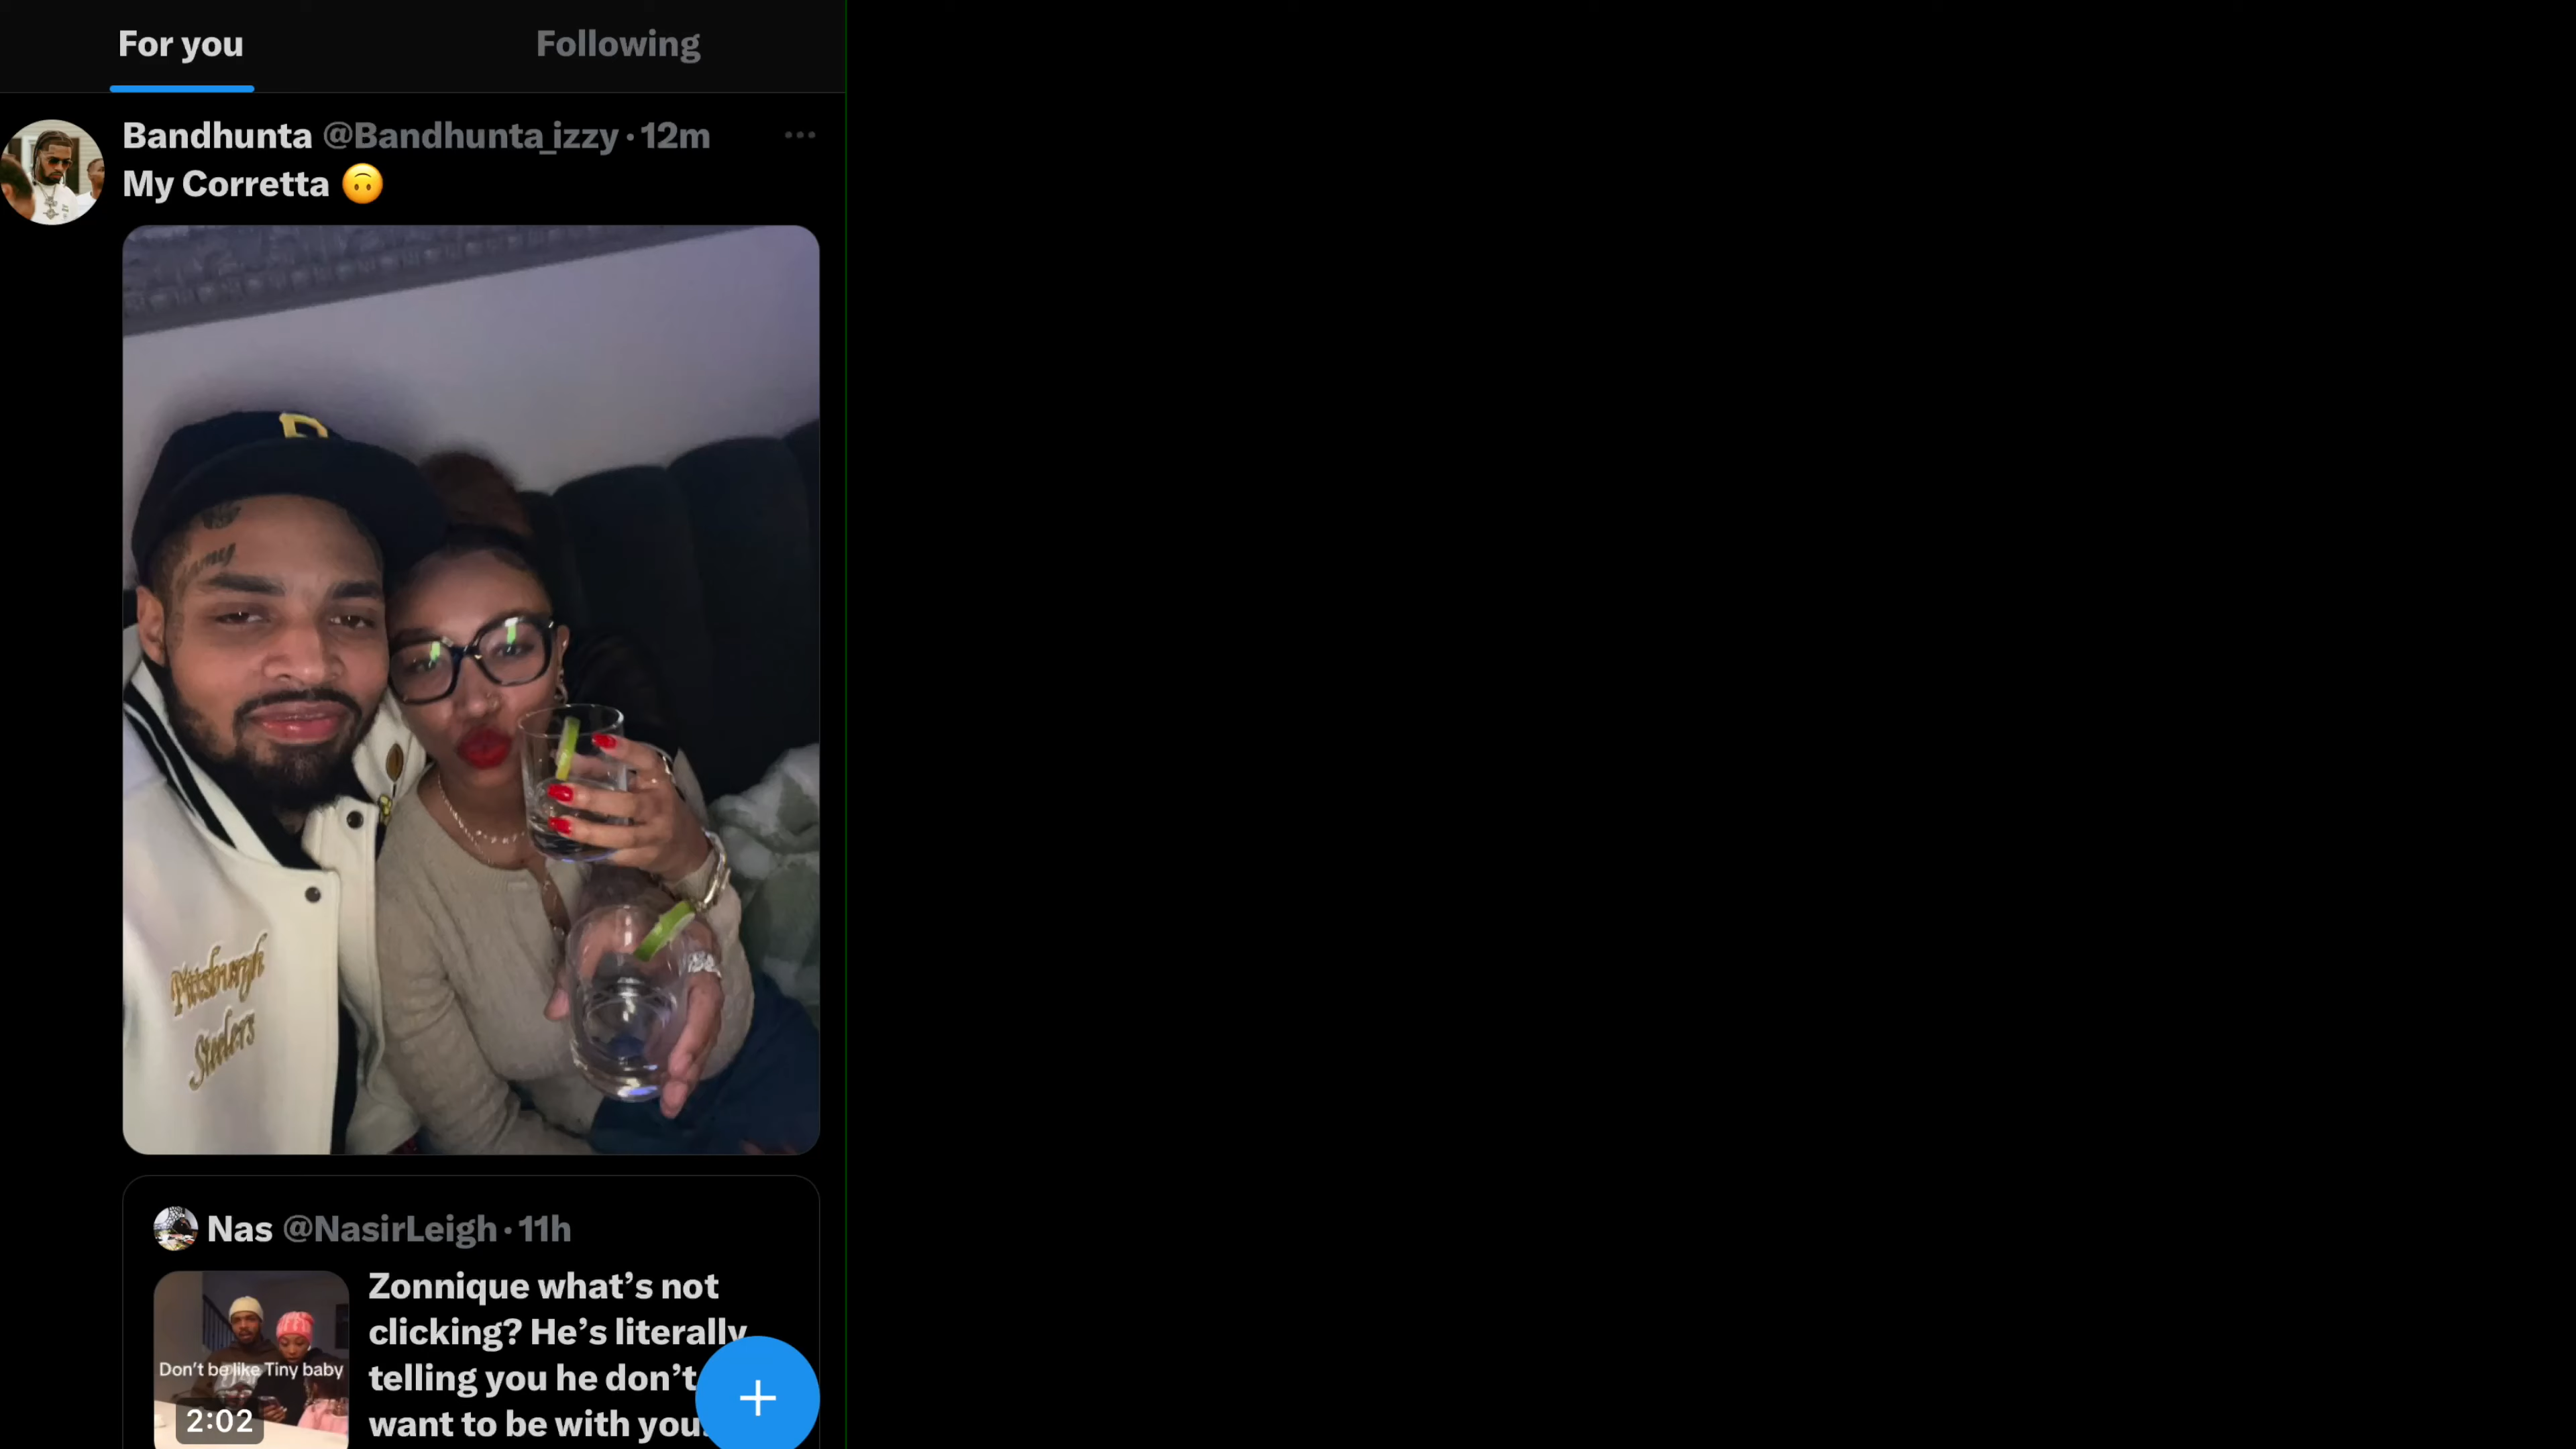 For you
Following
Bandhunta @Bandhunta_izzy · 12m
My Corretta 🙃
Pittsburgh
Steelers
Nas @NasirLeigh · 11h
Zonnique what’s not
clicking? He’s literally
telling you he don’t
want to be with you.
Don’t be like Tiny baby
2:02